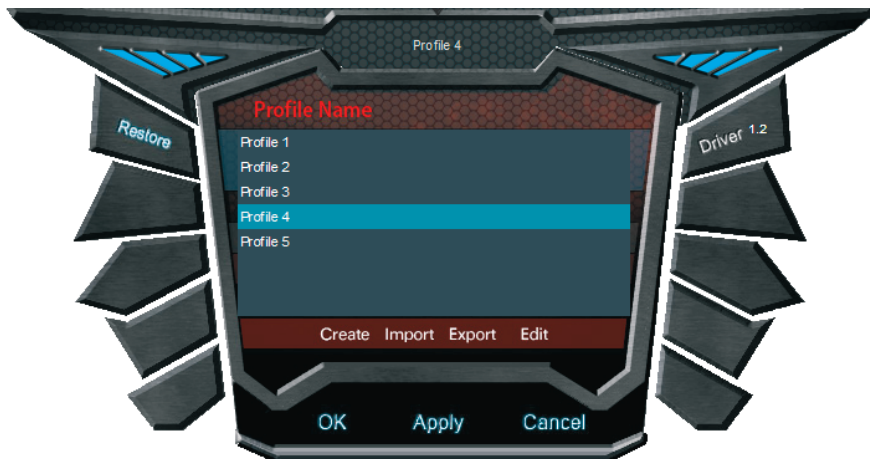 Profile 4
Profile Name
Restore
Driver 1.2
Profile 1
Profile 2
Profile 3
Profile 4
Profile 5
Create Import Export Edit
OK Apply Cancel